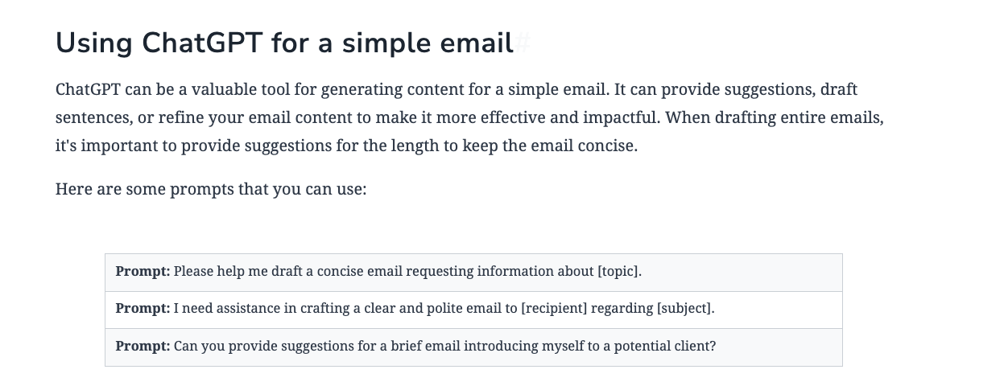 Using ChatGPT for a simple email#
ChatGPT can be a valuable tool for generating content for a simple email. It can provide suggestions, draft
sentences, or refine your email content to make it more effective and impactful. When drafting entire emails,
it's important to provide suggestions for the length to keep the email concise.
Here are some prompts that you can use:
Prompt: Please help me draft a concise email requesting information about [topic].
Prompt: I need assistance in crafting a clear and polite email to [recipient] regarding [subject].
Prompt: Can you provide suggestions for a brief email introducing myself to a potential client?